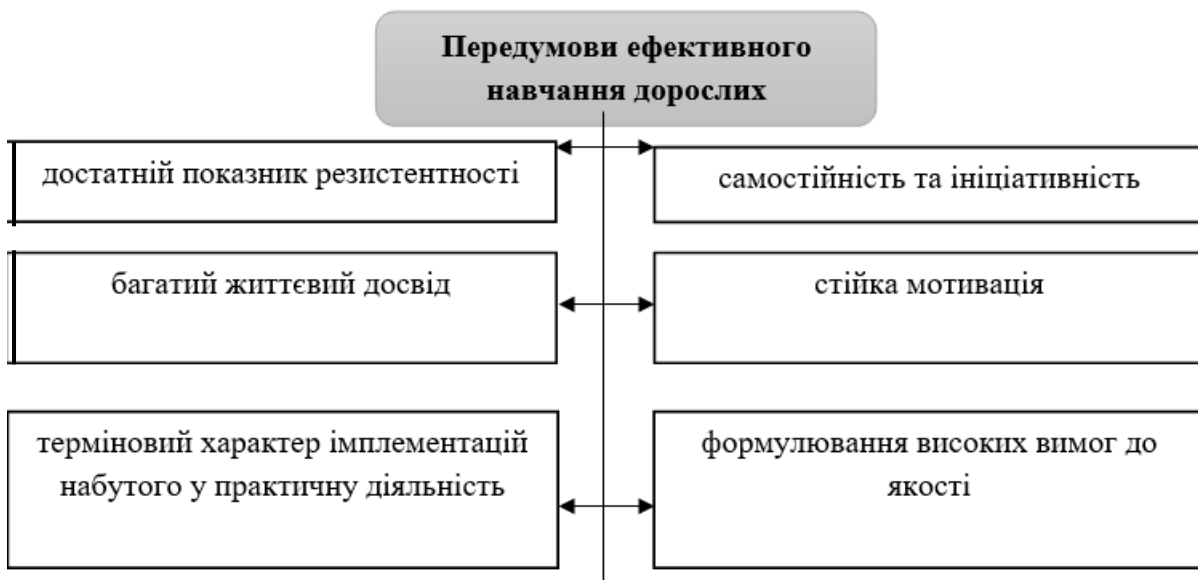 Передумови ефективного
навчання дорослих
достатній показник резистентності
самостійність та ініціативність
багатий життєвий досвід
стійка мотивація
терміновий характер імплементацій
набутого у практичну діяльність
формулювання високих вимог до
якості